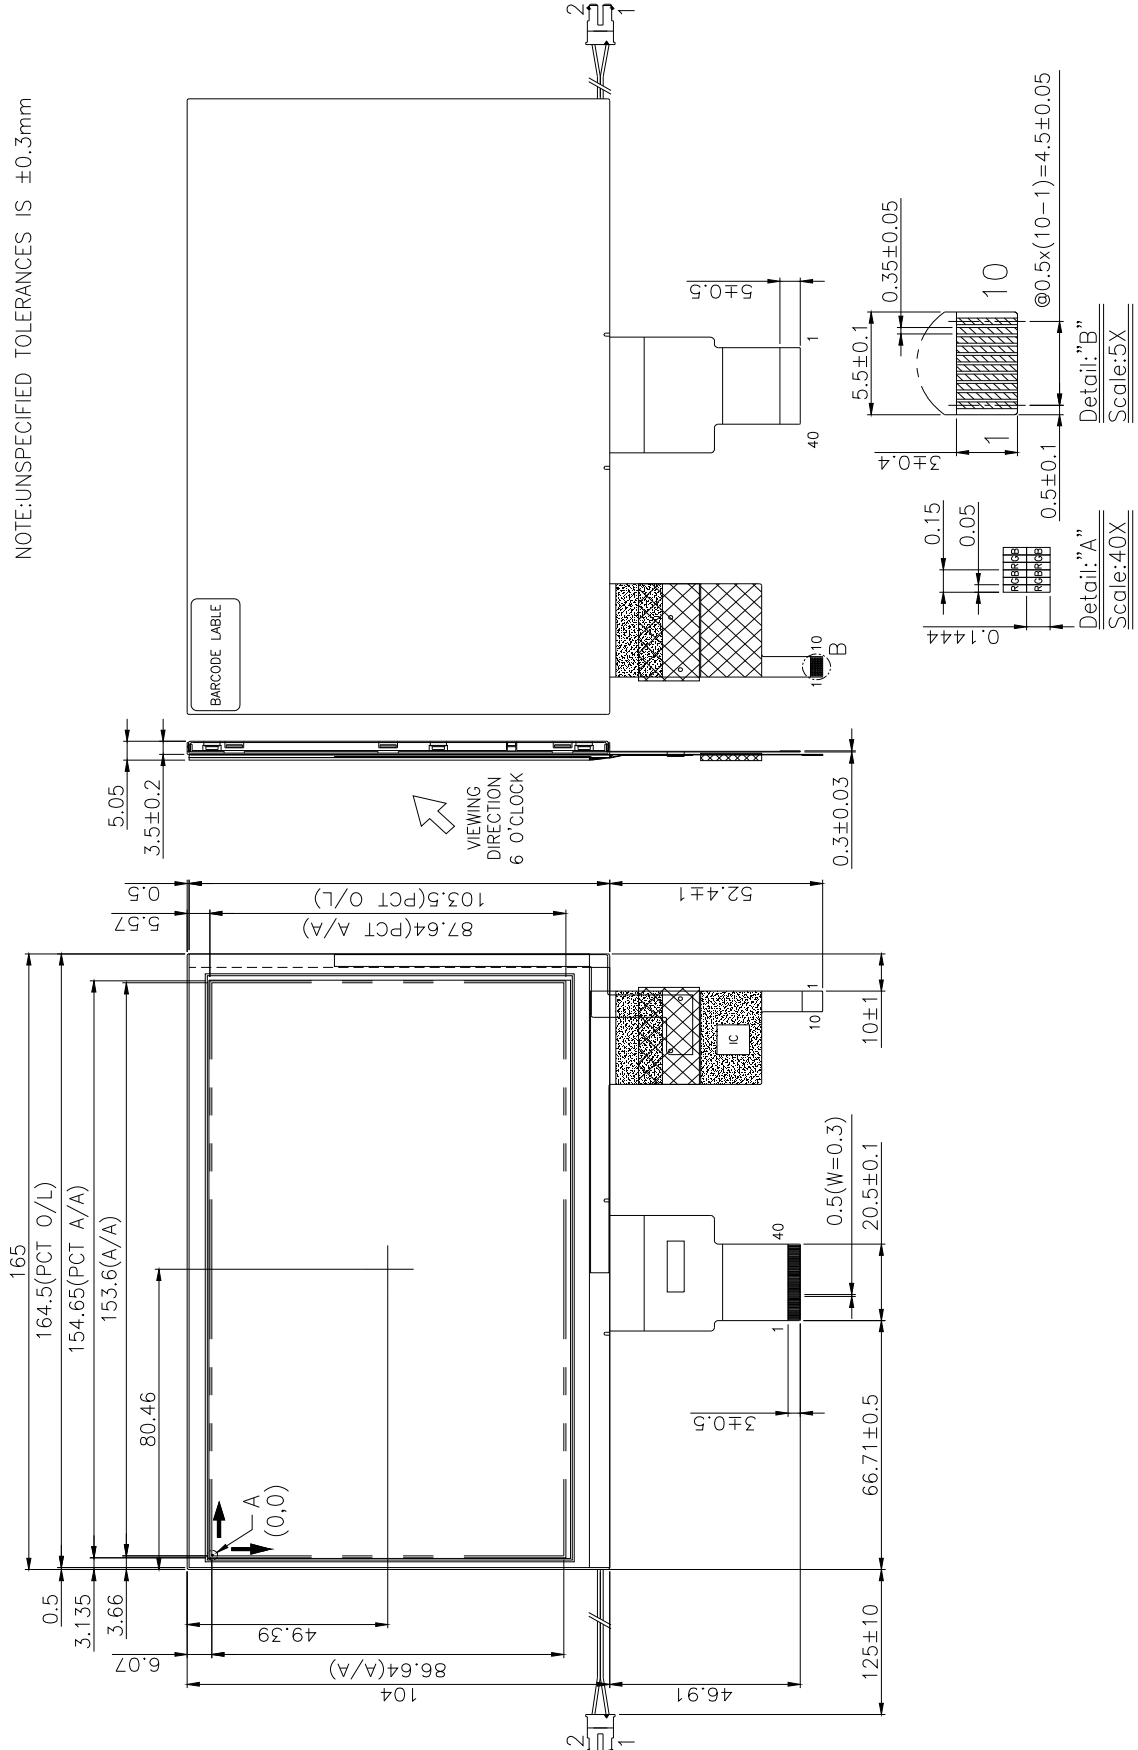 NOTE:UNSPECIFIED TOLERANCES IS ±0.3mm
165
164.5(PCT O/L)
154.65(PCT A/A)
153.6(A/A)
80.46
0.5
3.135
3.66
6.07
49.39
86.64(A/A)
104
46.91
A
(0,0)
2
1
125±10
66.71±0.5
20.5±0.1
10±1
0.5(W=0.3)
3±0.5
1
40
IC
10
1
52.4±1
0.5
5.57
103.5(PCT O/L)
87.64(PCT A/A)
5.05
3.5±0.2
VIEWING
DIRECTION
6 O'CLOCK
0.3±0.03
BARCODE LABLE
1
10
B
40
1
5±0.5
2
1
0.15
0.05
0.1444
RGBRGB
RGBRGB
Detail:"A"
Scale:40X
5.5±0.1
0.35±0.05
3±0.4
1
10
0.5±0.1
@0.5x(10-1)=4.5±0.05
Detail:"B"
Scale:5X